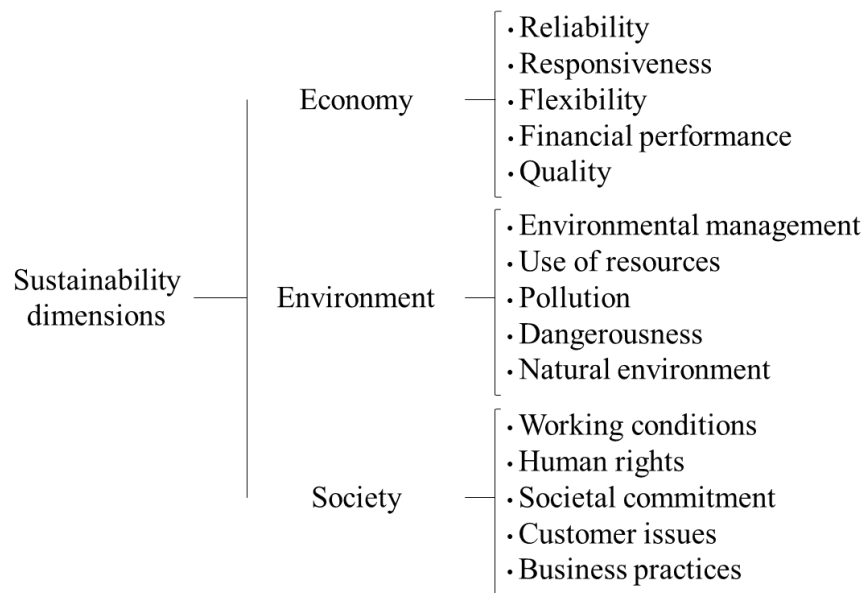 Sustainability
dimensions
Economy
• Reliability
• Responsiveness
• Flexibility
• Financial performance
• Quality
Environment
• Environmental management
• Use of resources
• Pollution
• Dangerousness
• Natural environment
Society
• Working conditions
• Human rights
• Societal commitment
• Customer issues
• Business practices